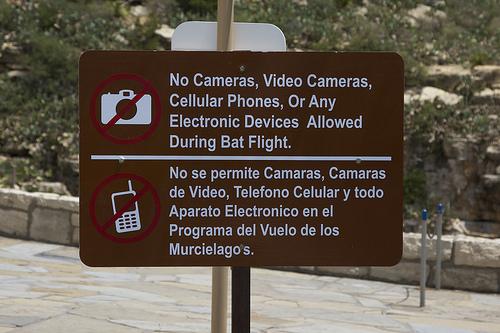 No Cameras, Video Cameras,
Cellular Phones, Or Any
Electronic Devices Allowed
During Bat Flight.
No se permite Camaras, Camaras
de Video, Telefono Celular y todo
Aparato Electronico en el
Programa del Vuelo de los
Murcielago's.